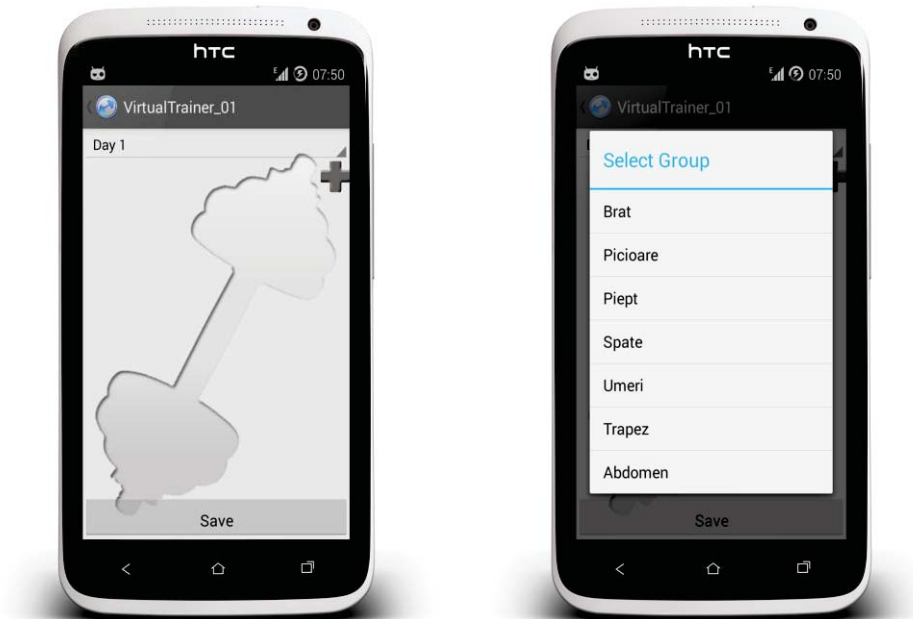 hTC
E 07:50
VirtualTrainer_01
Day 1
Save
hTC
E 07:50
VirtualTrainer_01
Select Group
Brat
Picioare
Piept
Spate
Umeri
Trapez
Abdomen
Save